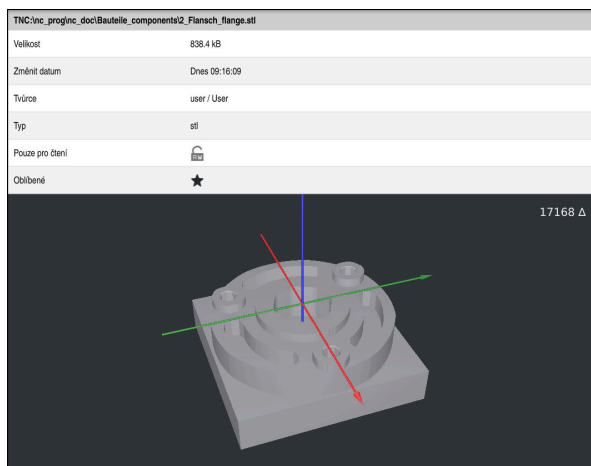 TNC:\nc_prog\nc_doc\Bauteile_components\2_Flansch_flange.stl
Velikost 838.4 kB
Změnit datum Dnes 09:16:09
Tvůrce user / User
Typ stl
Pouze pro čtení RW
Oblíbené
17168 Δ